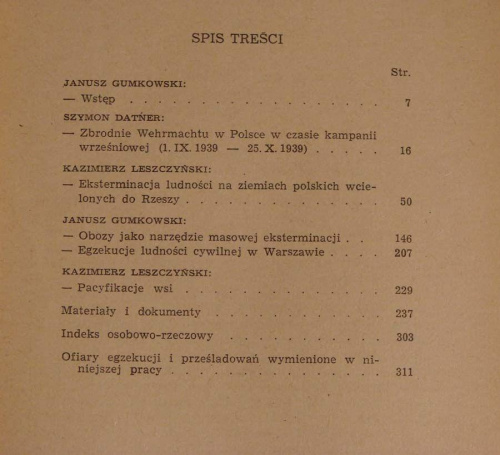 SPIS TREŚCI
Str.
JANUSZ GUMKOWSKI:
— Wstęp . . . . . . . . . . . . . . . 7
SZYMON DATNER:
— Zbrodnie Wehrmachtu w Polsce w czasie kampanii
wrześniowej (1. IX. 1939 — 25. X. 1939) . . . . . 16
KAZIMIERZ LESZCZYŃSKI:
— Eksterminacja ludności na ziemiach polskich wcie-
lonych do Rzeszy . . . . . . . . . . . . 50
JANUSZ GUMKOWSKI:
— Obozy jako narzędzie masowej eksterminacji . . 146
— Egzekucje ludności cywilnej w Warszawie . . . . 207
KAZIMIERZ LESZCZYŃSKI:
— Pacyfikacje wsi . . . . . . . . . . . . 229
Materiały i dokumenty . . . . . . . . . . . 237
Indeks osobowo-rzeczowy . . . . . . . . . . 303
Ofiary egzekucji i prześladowań wymienione w ni-
niejszej pracy . . . . . . . . . . . . . 311